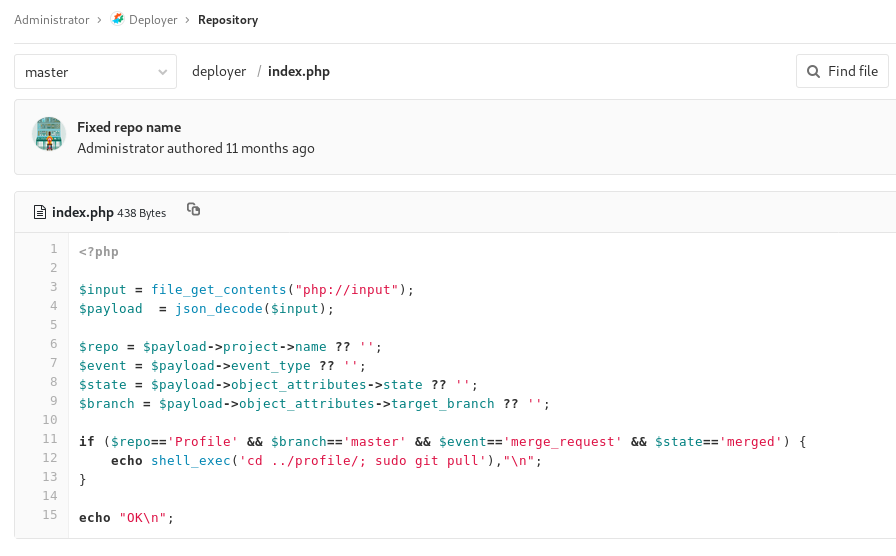 Administrator › Deployer › Repository
master
deployer / index.php
Find file
Fixed repo name
Administrator authored 11 months ago
index.php 438 Bytes
1 <?php
2
3 $input = file_get_contents("php://input");
4 $payload  = json_decode($input);
5
6 $repo = $payload->project->name ?? '';
7 $event = $payload->event_type ?? '';
8 $state = $payload->object_attributes->state ?? '';
9 $branch = $payload->object_attributes->target_branch ?? '';
10
11 if ($repo=='Profile' && $branch=='master' && $event=='merge_request' && $state=='merged') {
12     echo shell_exec('cd ../profile/; sudo git pull'),"\n";
13 }
14
15 echo "OK\n";